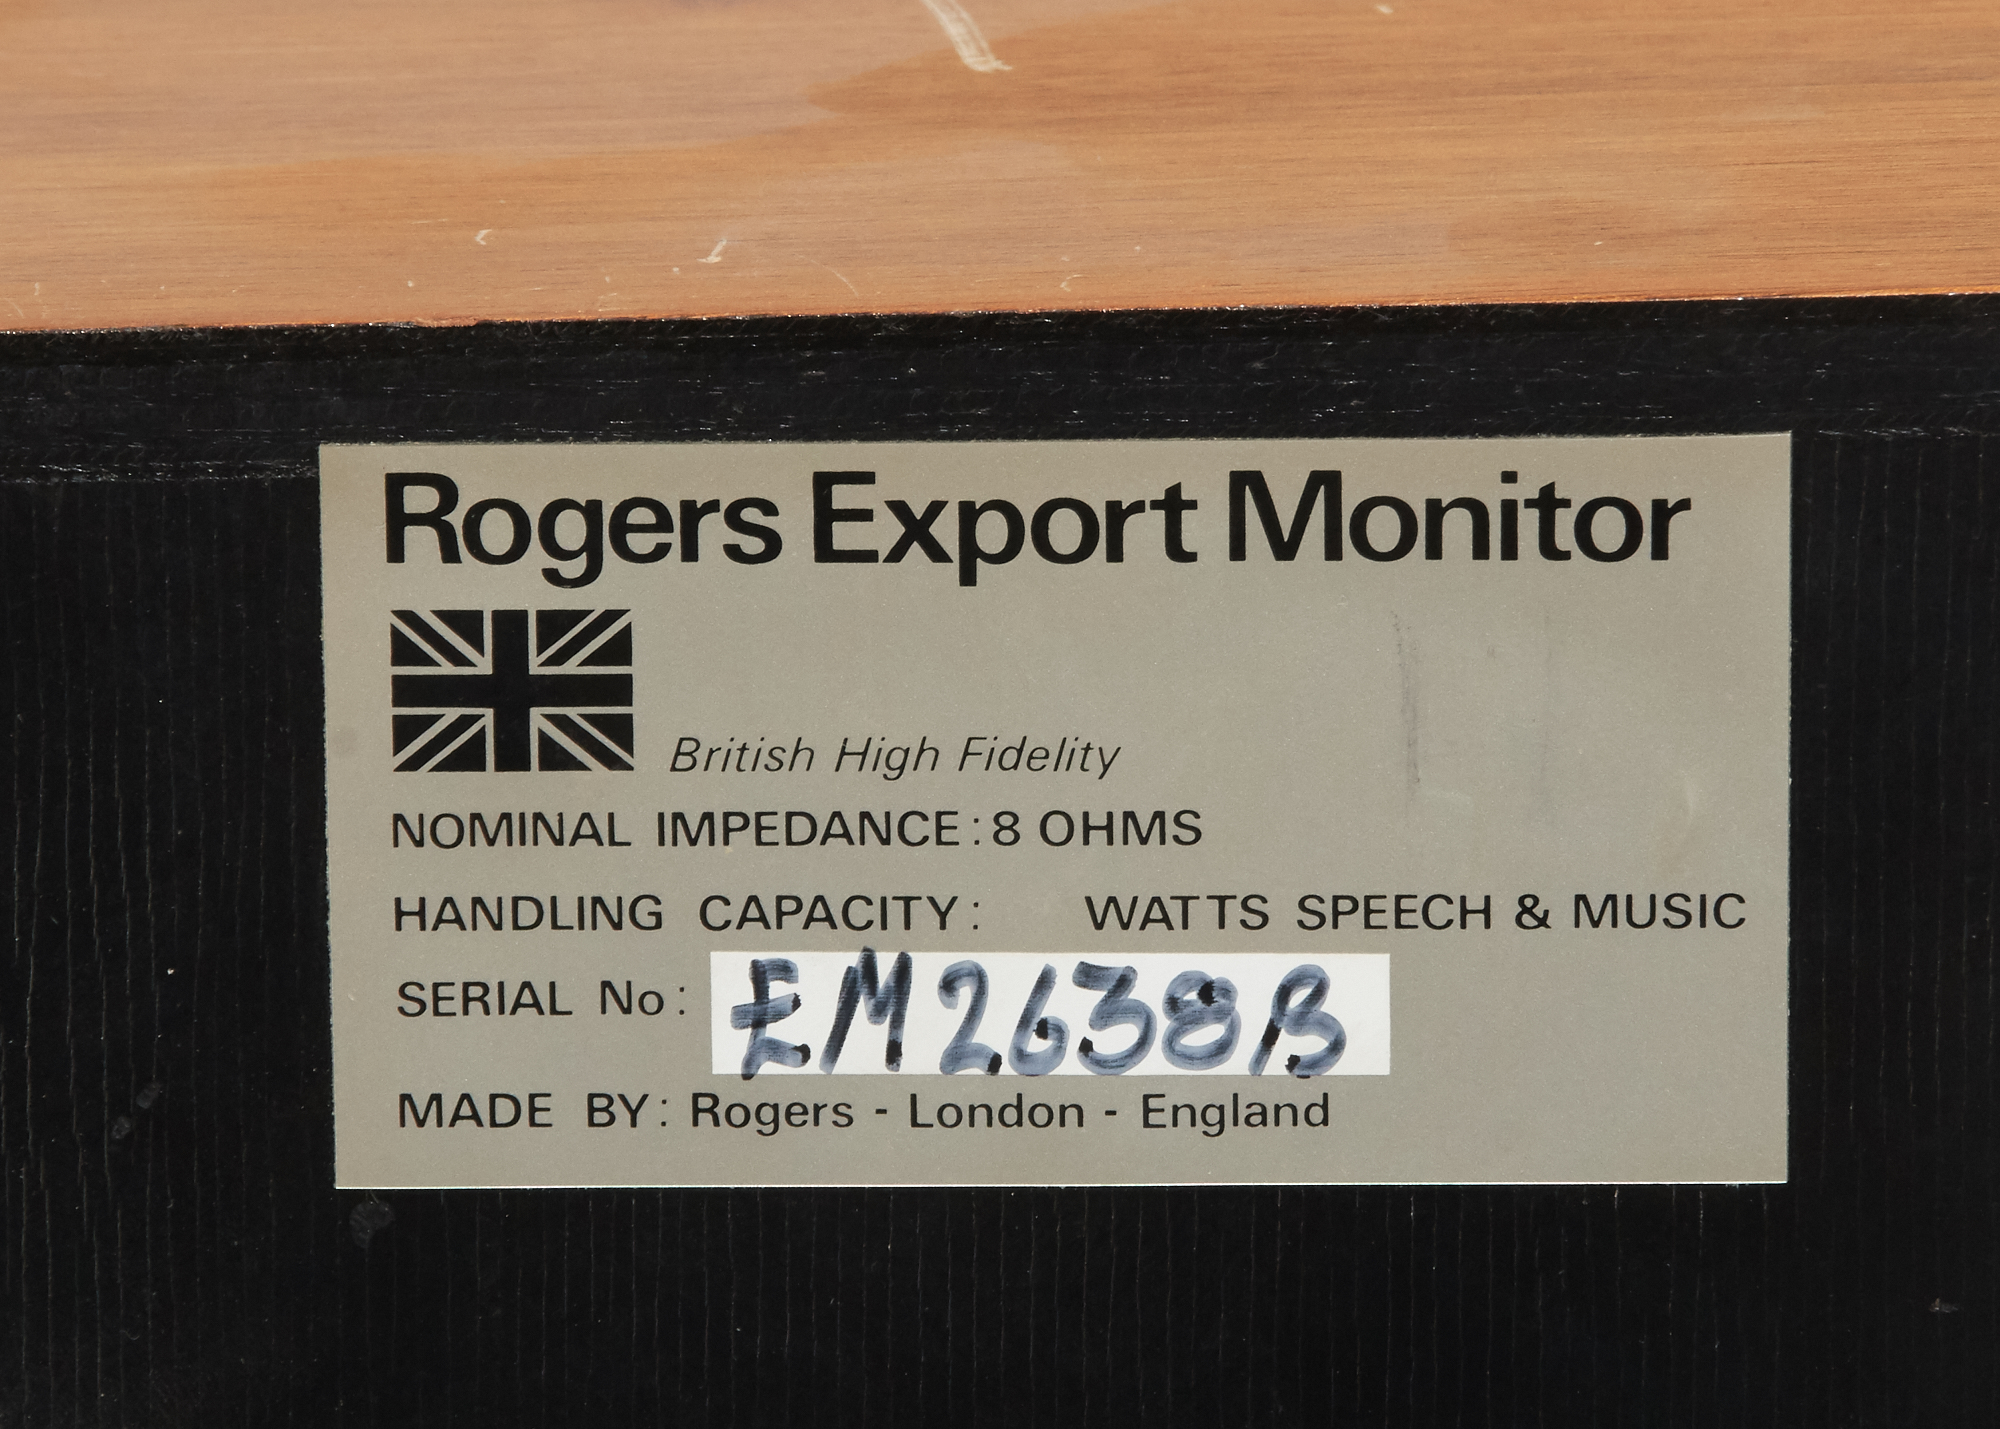 Rogers Export Monitor
British High Fidelity
NOMINAL IMPEDANCE: 8 OHMS
HANDLING CAPACITY: WATTS SPEECH & MUSIC
SERIAL No: EM2638B
MADE BY: Rogers - London - England